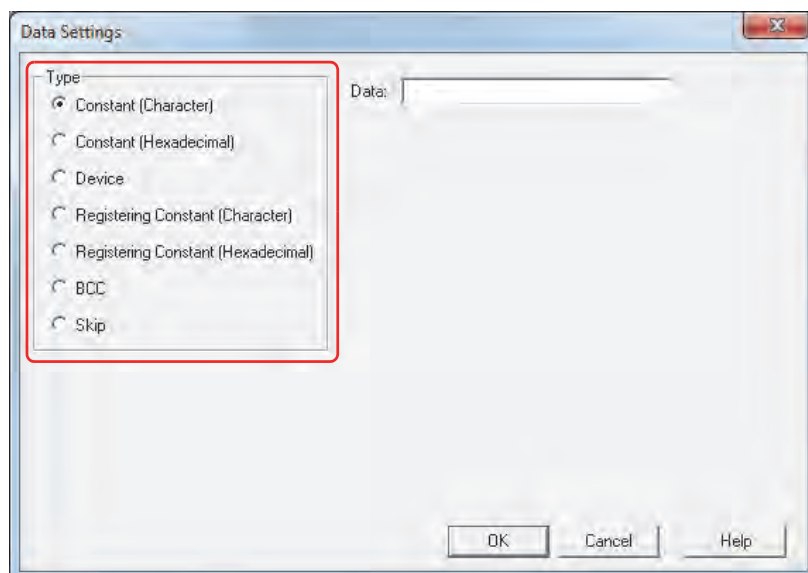 Data Settings
Type
Constant (Character)
Data:
Constant (Hexadecimal)
Device
Registering Constant (Character)
Registering Constant (Hexadecimal)
BCC
Skip
OK
Cancel
Help